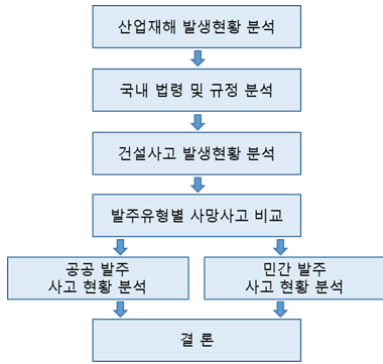 산업재해 발생현황 분석
국내 법령 및 규정 분석
건설사고 발생현황 분석
발주유형별 사망사고 비교
공공 발주
사고 현황 분석
민간 발주
사고 현황 분석
결 론